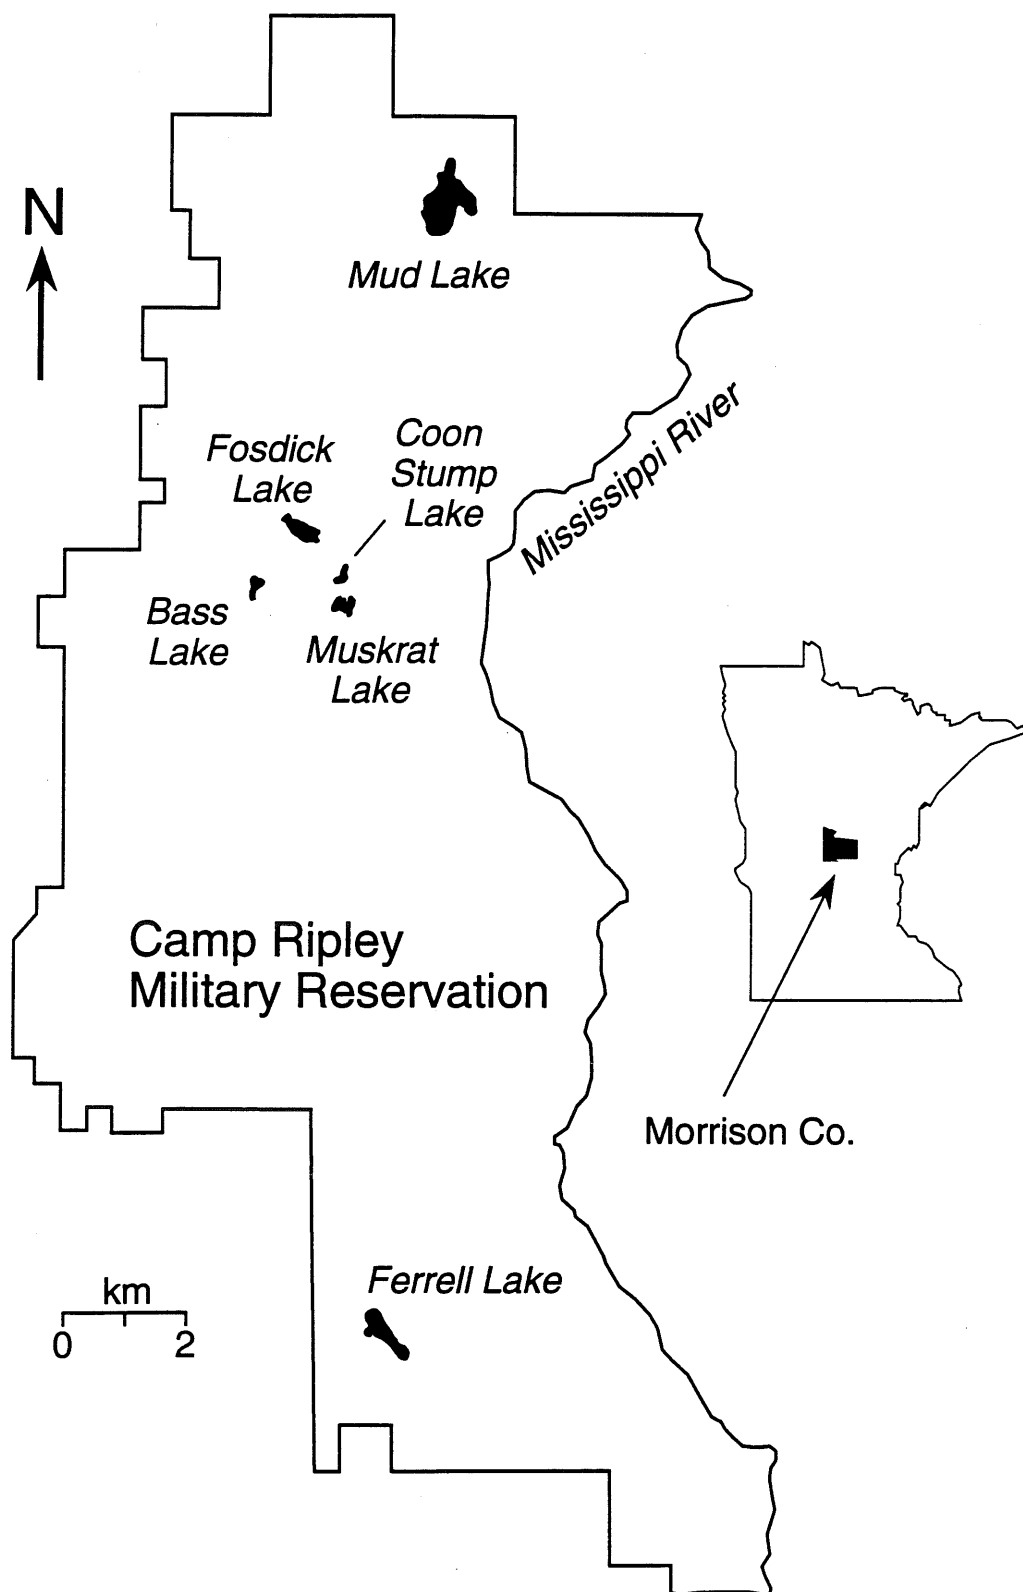 N
Mud Lake
Mississippi River
Fosdick
Lake
Coon
Stump
Lake
Bass
Lake
Muskrat
Lake
Camp Ripley
Military Reservation
Morrison Co.
Ferrell Lake
km
0 2